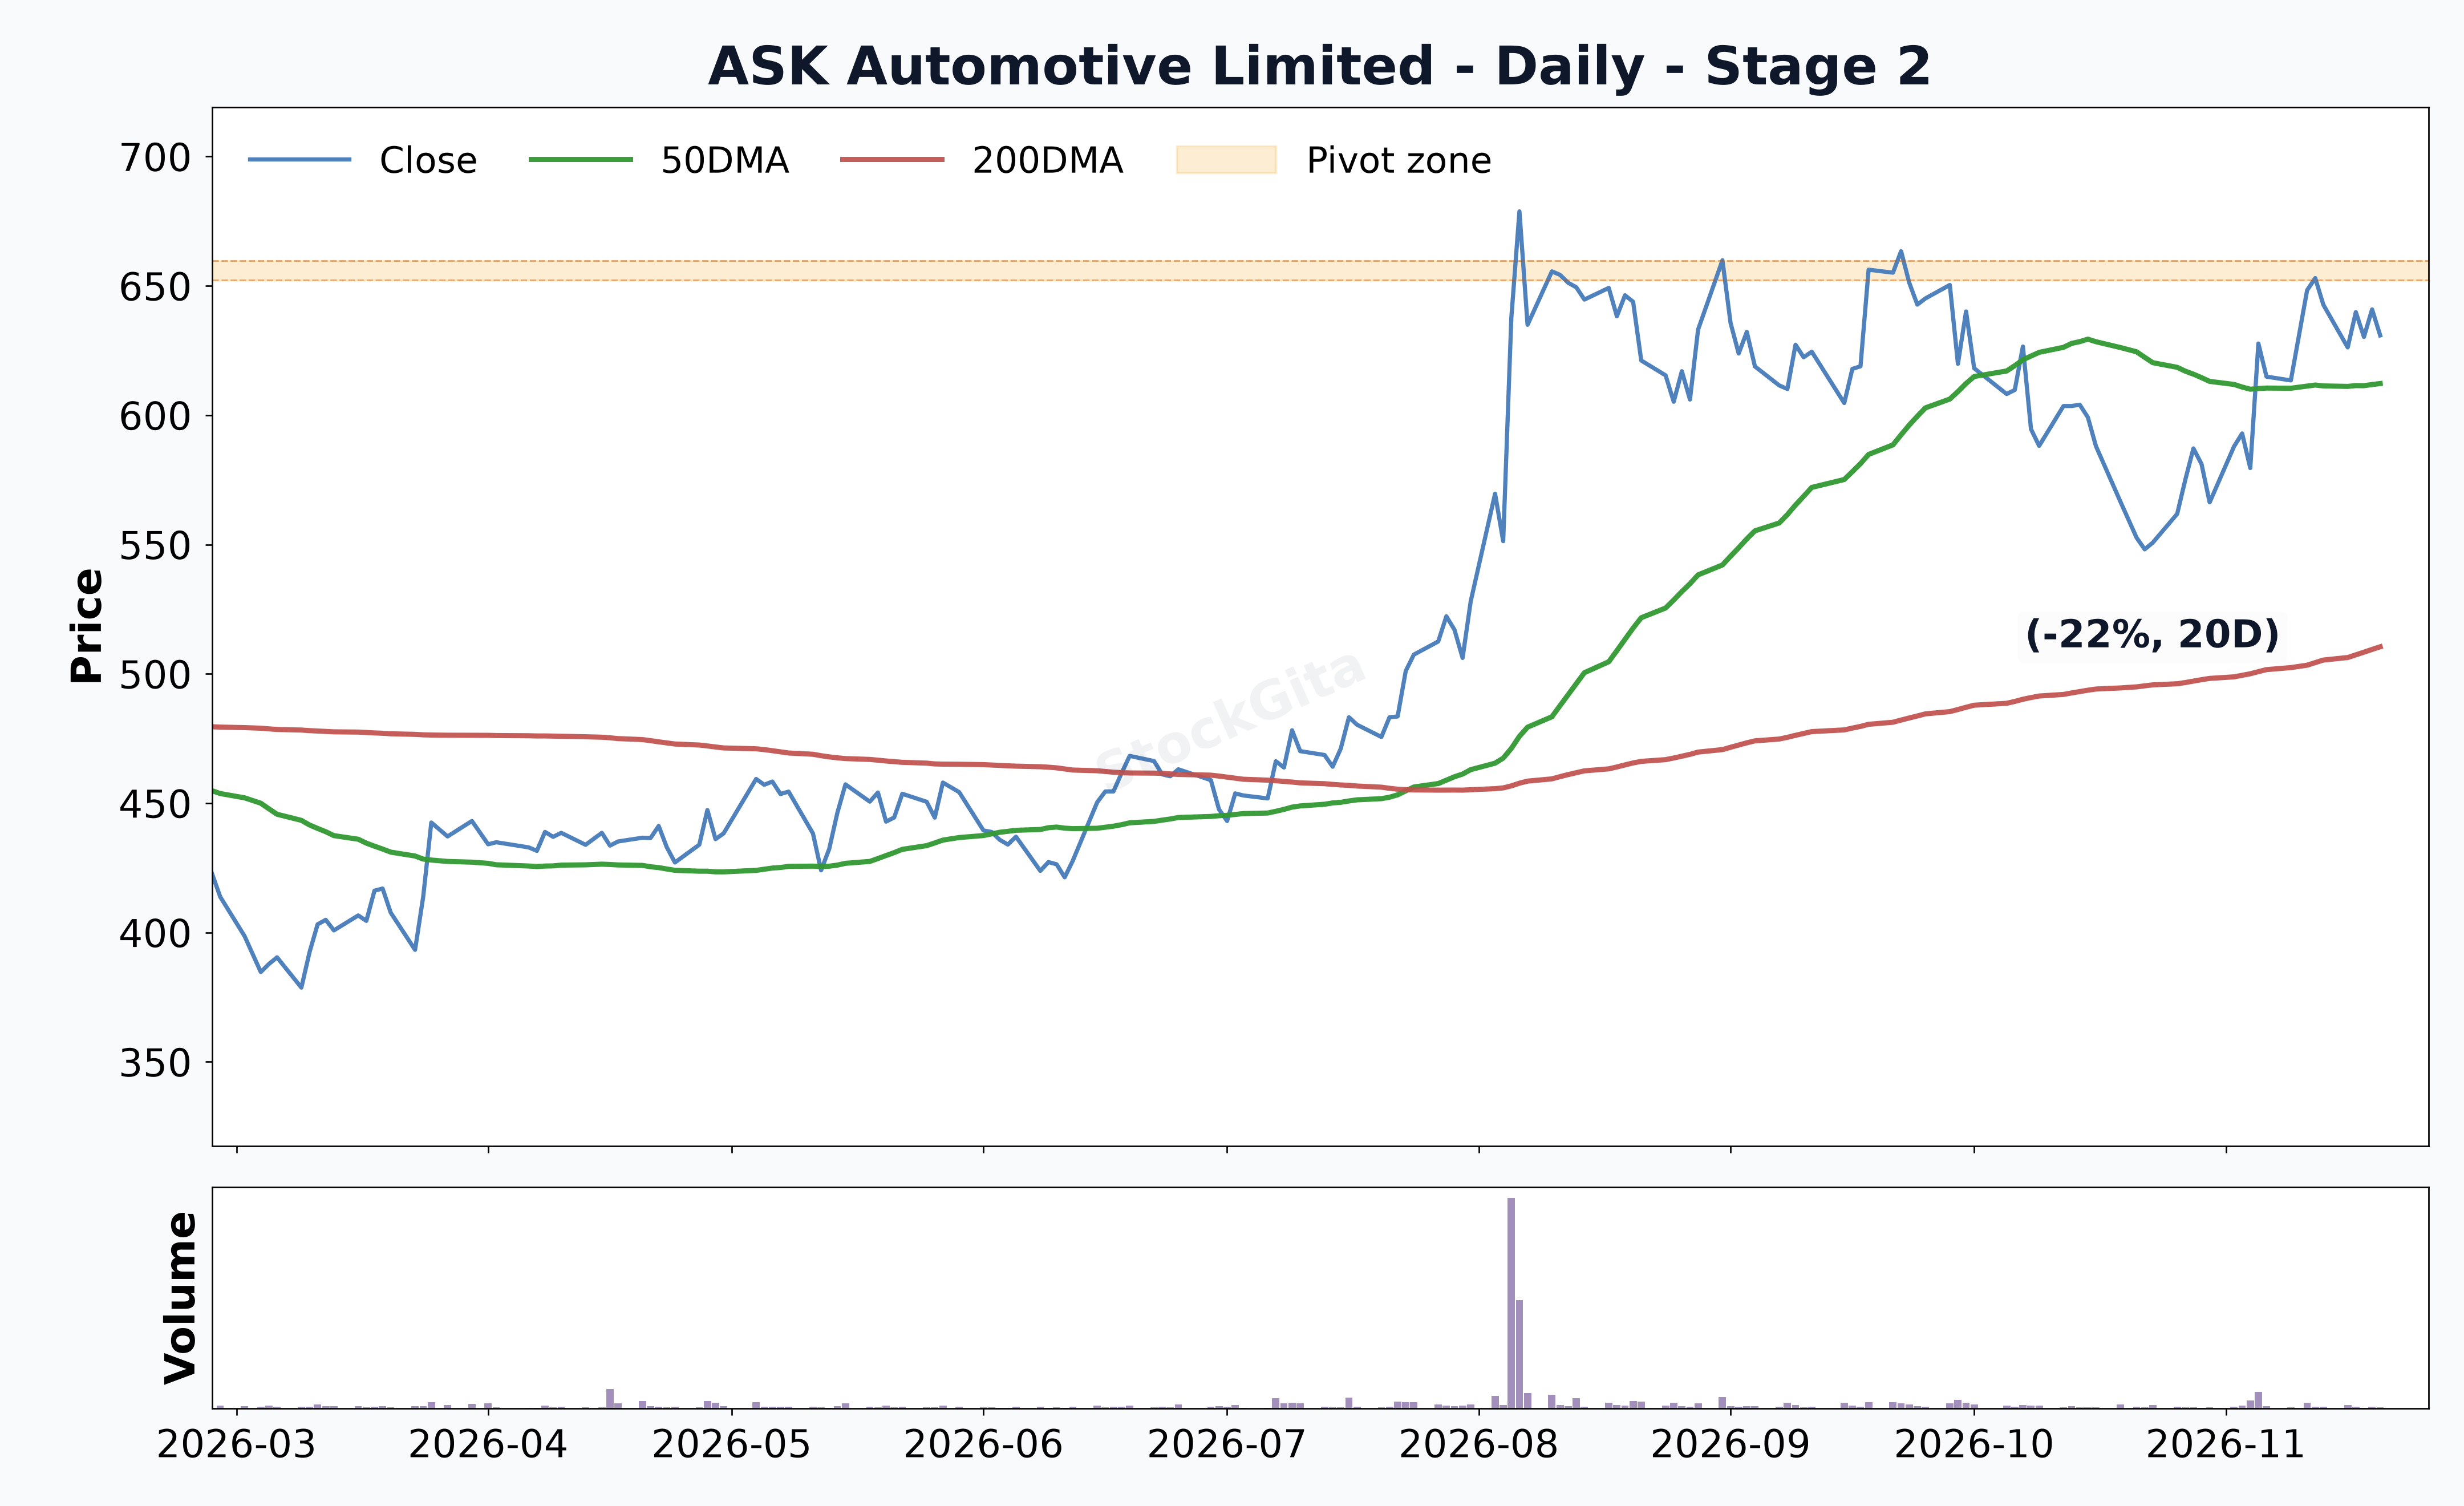 ASK Automotive Limited - Daily - Stage 2
Close 50DMA 200DMA Pivot zone
700
650
600
550
500
450
400
350
Price
(-22%, 20D)
StockGita
Volume
2026-03 2026-04 2026-05 2026-06 2026-07 2026-08 2026-09 2026-10 2026-11